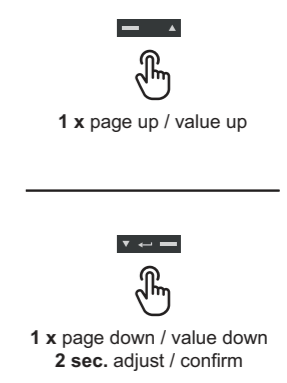 1 x page up / value up
1 x page down / value down
2 sec. adjust / confirm